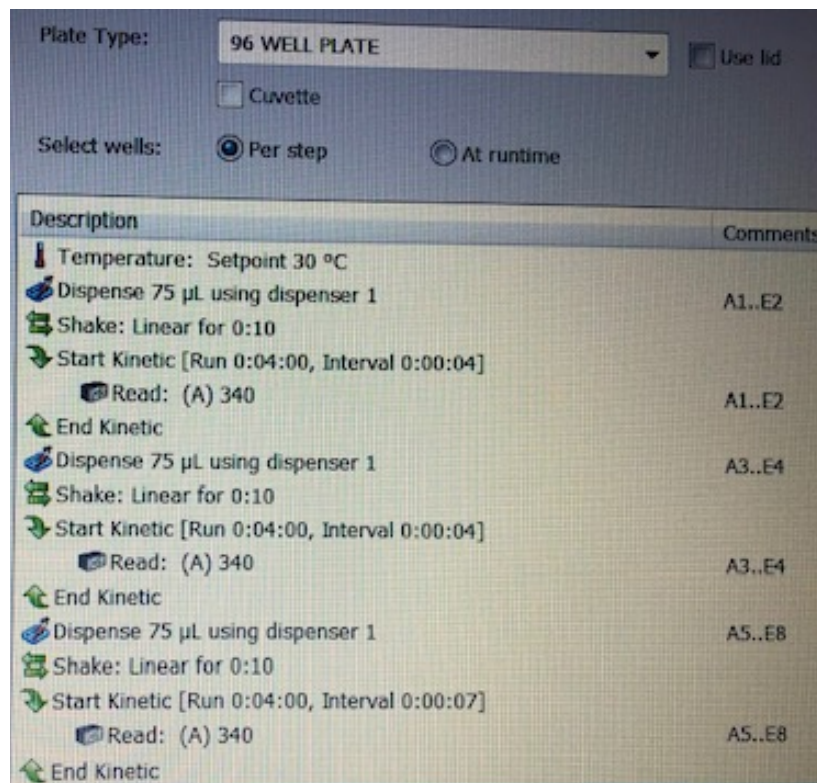 Plate Type: 96 WELL PLATE Use lid
Cuvette
Select wells: Per step At runtime
Description Comments
Temperature: Setpoint 30 ºC
Dispense 75 µL using dispenser 1 A1..E2
Shake: Linear for 0:10
Start Kinetic [Run 0:04:00, Interval 0:00:04]
Read: (A) 340 A1..E2
End Kinetic
Dispense 75 µL using dispenser 1 A3..E4
Shake: Linear for 0:10
Start Kinetic [Run 0:04:00, Interval 0:00:04]
Read: (A) 340 A3..E4
End Kinetic
Dispense 75 µL using dispenser 1 A5..E8
Shake: Linear for 0:10
Start Kinetic [Run 0:04:00, Interval 0:00:07]
Read: (A) 340 A5..E8
End Kinetic